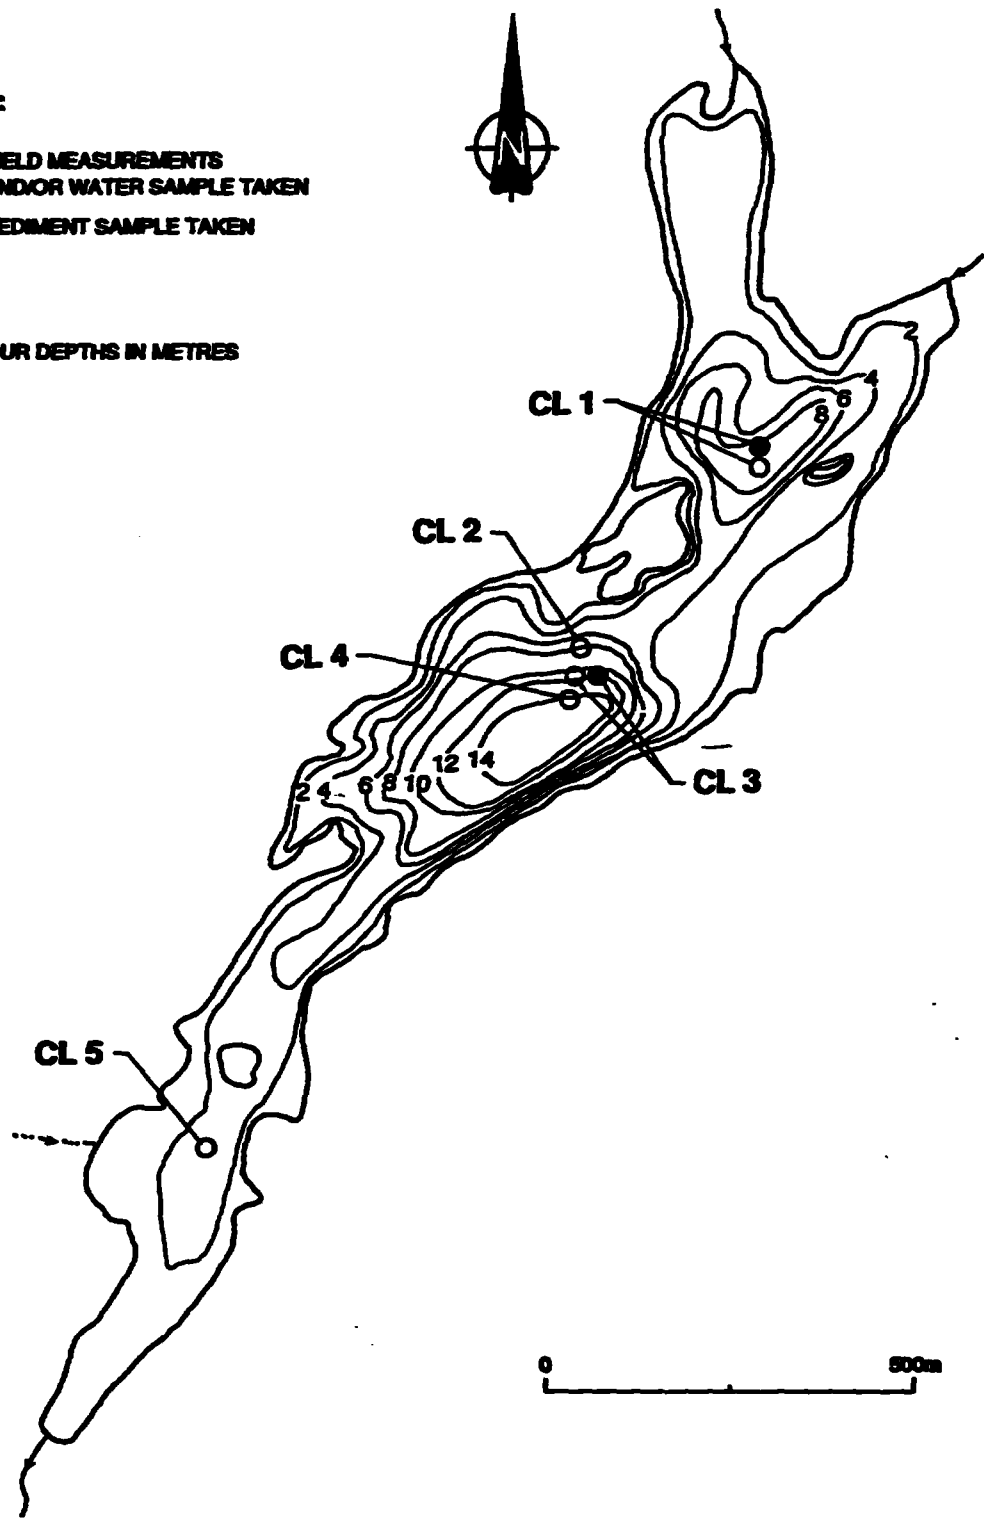 :
IELD MEASUREMENTS
ND/OR WATER SAMPLE TAKEN
EDIMENT SAMPLE TAKEN
UR DEPTHS IN METRES
N
2
4
6
8
CL 1
CL 2
CL 4
12 14
2 4 6 8 10
CL 3
CL 5
0 500m